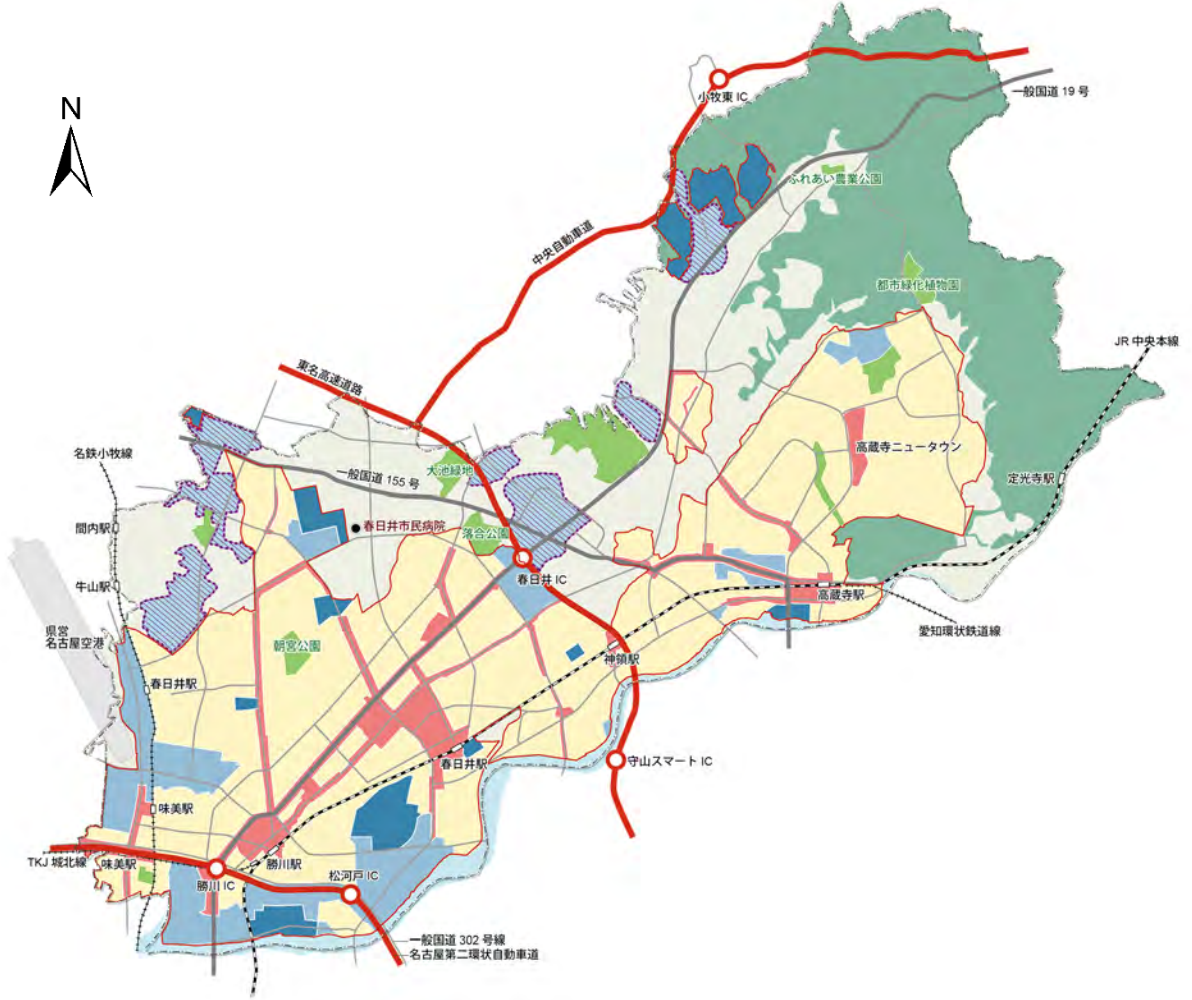 N
小牧東 IC
一般国道 19 号
ふれあい農業公園
中央自動車道
都市緑化植物園
JR 中央本線
東名高速道路
名鉄小牧線
大池緑地
高蔵寺ニュータウン
一般国道 155 号
定光寺駅
間内駅
春日井市民病院
落合公園
春日井 IC
牛山駅
高蔵寺駅
県営
名古屋空港
愛知環状鉄道線
朝宮公園
神領駅
春日井駅
春日井駅
守山スマート IC
味美駅
TKJ 城北線
味美駅
勝川駅
勝川 IC
松河戸 IC
一般国道 302 号線
名古屋第二環状自動車道